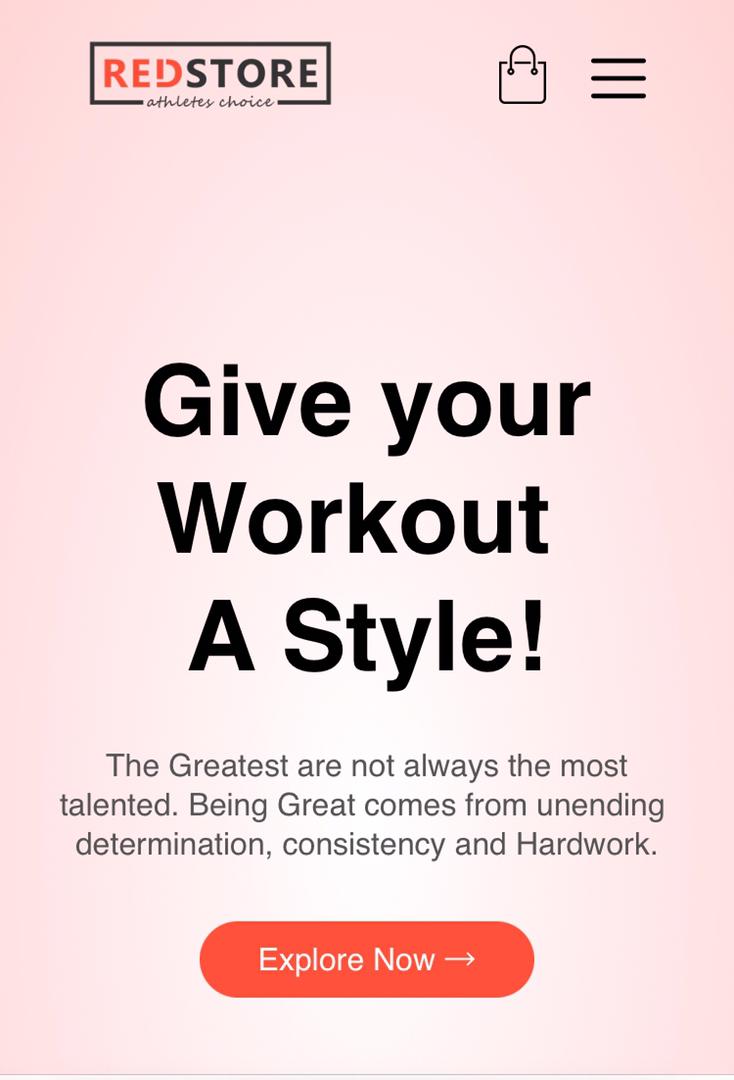 REDSTORE
athletes choice
Give your
Workout
A Style!
The Greatest are not always the most
talented. Being Great comes from unending
determination, consistency and Hardwork.
Explore Now →